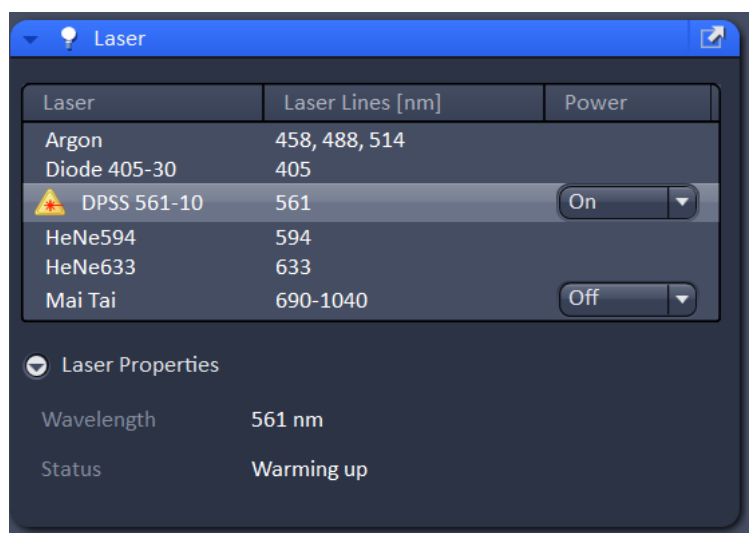 Laser
Laser Laser Lines [nm] Power
Argon 458, 488, 514
Diode 405-30 405
DPSS 561-10 561 On
HeNe594 594
HeNe633 633
Mai Tai 690-1040 Off
Laser Properties
Wavelength 561 nm
Status Warming up